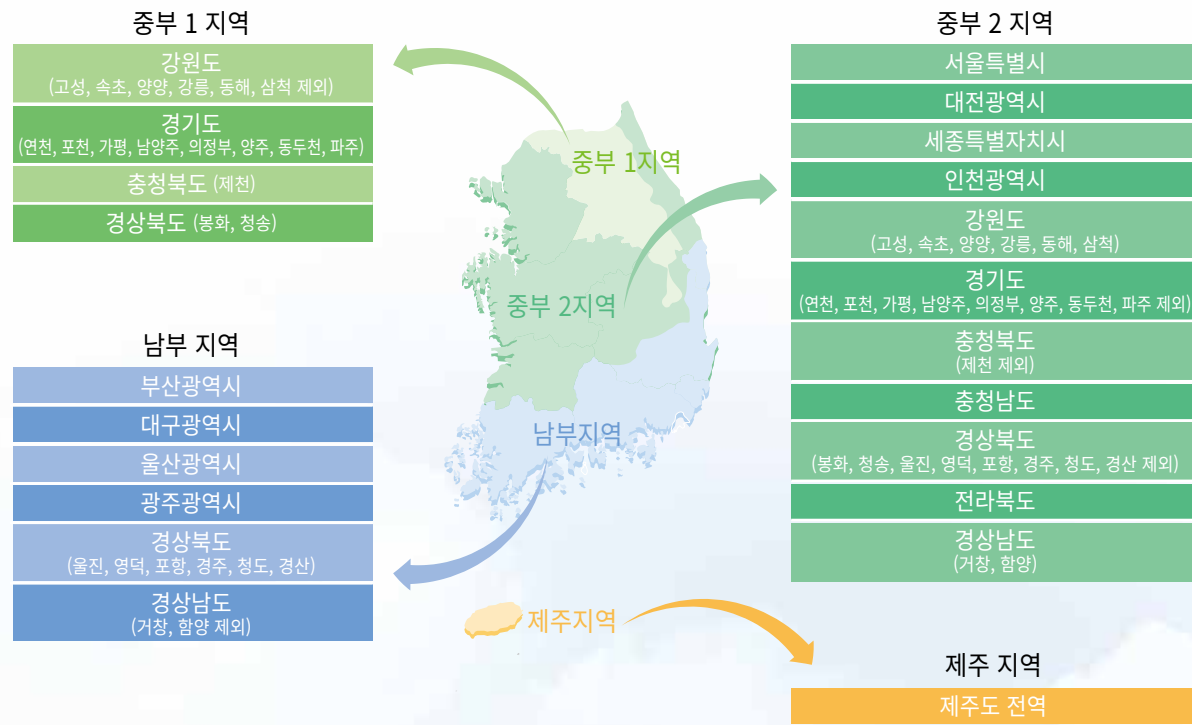 중부 1 지역
강원도
(고성, 속초, 양양, 강릉, 동해, 삼척 제외)
경기도
(연천, 포천, 가평, 남양주, 의정부, 양주, 동두천, 파주)
충청북도 (제천)
경상북도 (봉화, 청송)
남부 지역
부산광역시
대구광역시
울산광역시
광주광역시
경상북도
(울진, 영덕, 포항, 경주, 청도, 경산)
경상남도
(거창, 함양 제외)
중부 1지역
중부 2지역
남부지역
제주지역
중부 2 지역
서울특별시
대전광역시
세종특별자치시
인천광역시
강원도
(고성, 속초, 양양, 강릉, 동해, 삼척)
경기도
(연천, 포천, 가평, 남양주, 의정부, 양주, 동두천, 파주 제외)
충청북도
(제천 제외)
충청남도
경상북도
(봉화, 청송, 울진, 영덕, 포항, 경주, 청도, 경산 제외)
전라북도
경상남도
(거창, 함양)
제주 지역
제주도 전역